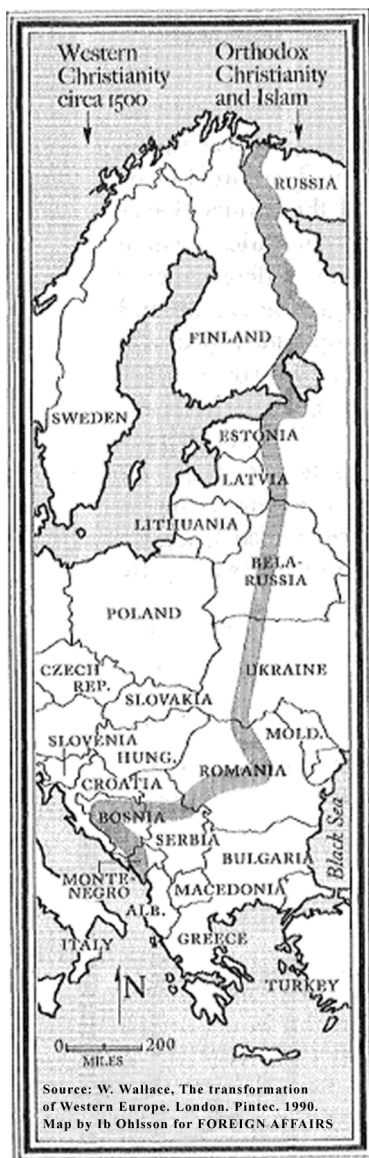 Western
Christianity
circa 1500
Orthodox
Christianity
and Islam
RUSSIA
FINLAND
SWEDEN
ESTONIA
LATVIA
LITHUANIA
BELA-
RUSSIA
POLAND
CZECH
REP.
UKRAINE
SLOVAKIA
SLOVENIA
HUNG.
MOLD.
ROMANIA
CROATIA
BOSNIA
SERBIA
Black Sea
BULGARIA
MONTE-
NEGRO
MACEDONIA
ALB.
ITALY
GREECE
TURKEY
N
0 200
MILES
Source: W. Wallace, The transformation
of Western Europe. London. Pintec. 1990.
Map by Ib Ohlsson for FOREIGN AFFAIRS